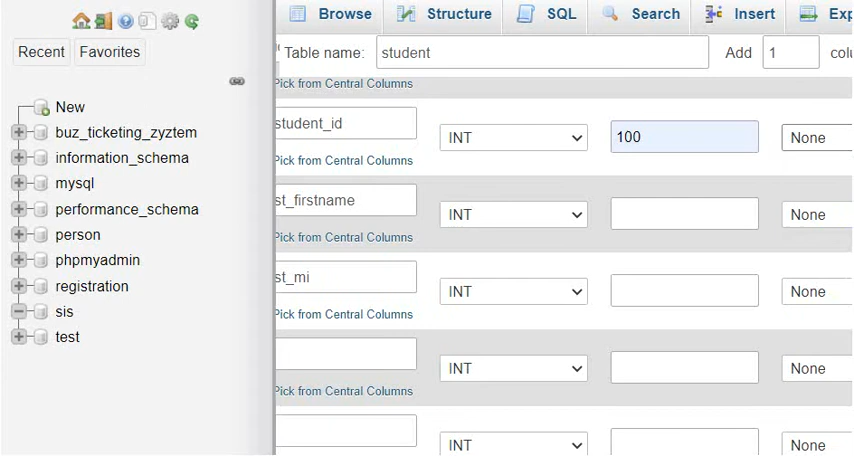 Browse Structure SQL Search Insert Exp
Recent Favorites
Table name: student Add 1 colu
Pick from Central Columns
New
student_id INT 100 None
buz_ticketing_zyztem
information_schema
Pick from Central Columns
mysql
st_firstname INT None
performance_schema
person
Pick from Central Columns
phpmyadmin
st_mi INT None
registration
sis
Pick from Central Columns
test
INT None
Pick from Central Columns
INT None